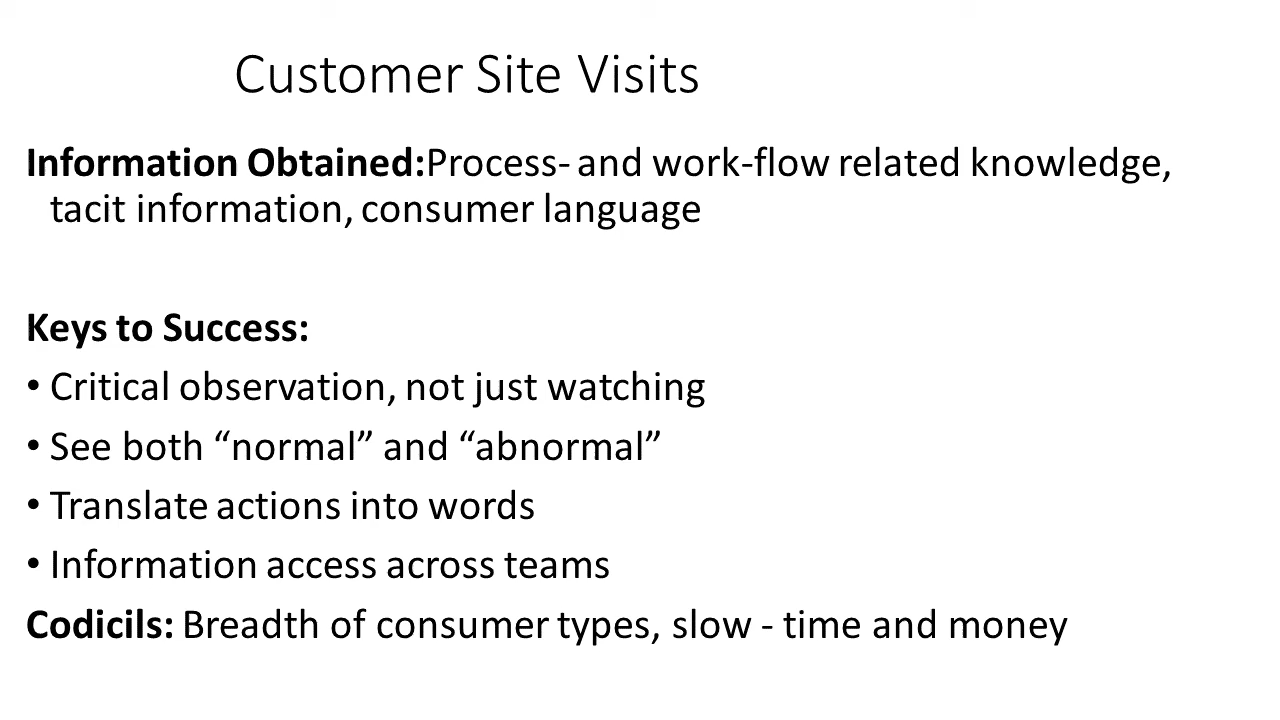 Customer Site Visits
Information Obtained:Process- and work-flow related knowledge,
tacit information, consumer language
Keys to Success:
• Critical observation, not just watching
• See both “normal” and “abnormal”
• Translate actions into words
• Information access across teams
Codicils: Breadth of consumer types, slow - time and money